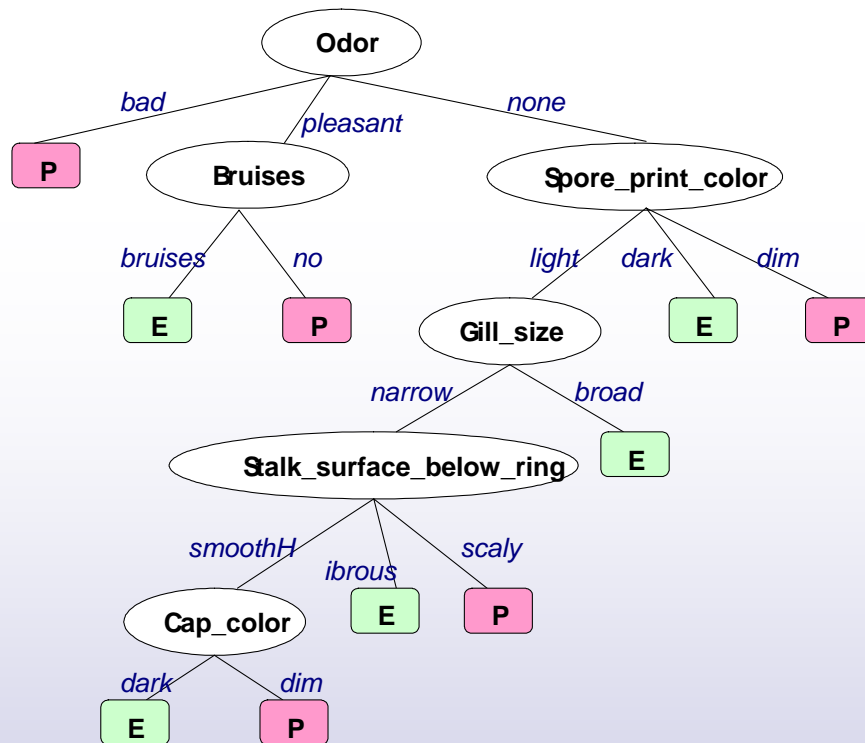 Odor
bad
pleasant
none
P
Bruises
Spore_print_color
bruises
no
light
dark
dim
E
P
Gill_size
E
P
narrow
broad
Stalk_surface_below_ring
E
smoothH
ibrous
scaly
Cap_color
E
P
dark
dim
E
P